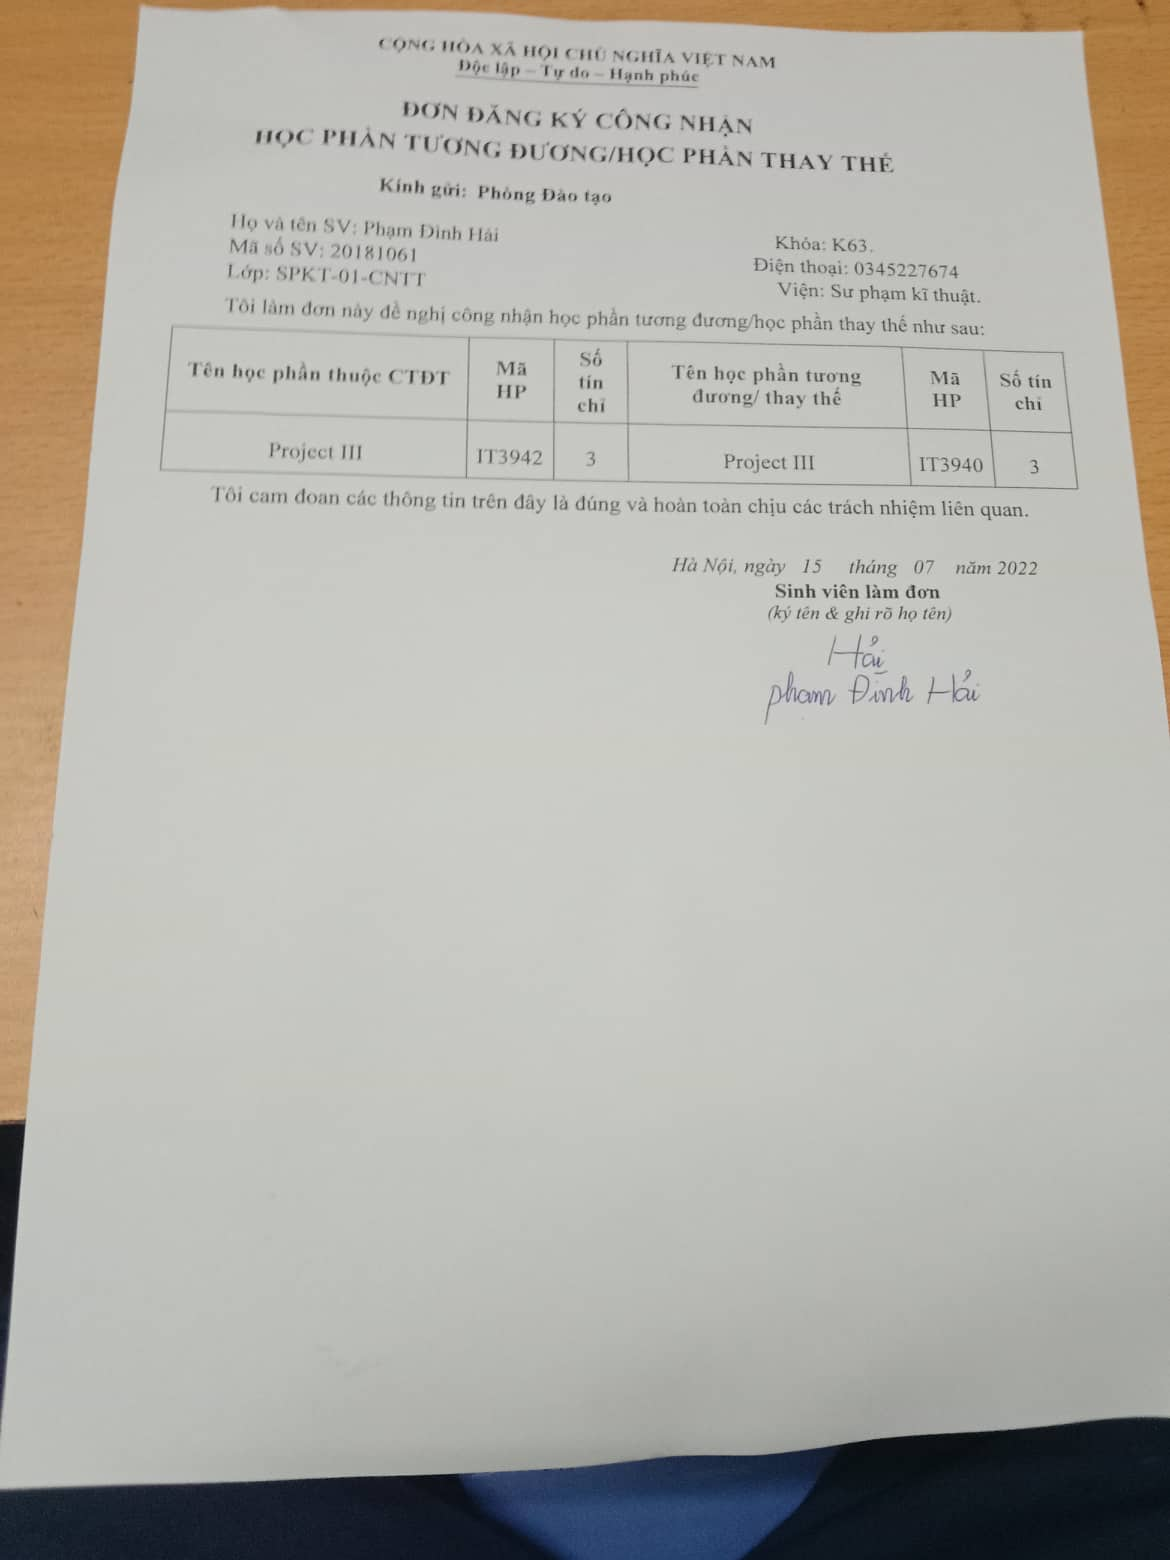 CỘNG HÒA XÃ HỘI CHỦ NGHĨA VIỆT NAM
Độc lập – Tự do – Hạnh phúc
ĐƠN ĐĂNG KÝ CÔNG NHẬN
HỌC PHẦN TƯƠNG ĐƯƠNG/HỌC PHẦN THAY THẾ
Kính gửi: Phòng Đào tạo
Họ và tên SV: Phạm Đình Hải
Khóa: K63.
Mã số SV: 20181061
Điện thoại: 0345227674
Lớp: SPKT-01-CNTT
Viện: Sư phạm kĩ thuật.
Tôi làm đơn này đề nghị công nhận học phần tương đương/học phần thay thế như sau:
Tên học phần thuộc CTĐT
Mã
HP
Số
tín
chỉ
Tên học phần tương
đương/ thay thế
Mã
HP
Số tín
chỉ
Project III IT3942 3 Project III IT3940 3
Tôi cam đoan các thông tin trên đây là đúng và hoàn toàn chịu các trách nhiệm liên quan.
Hà Nội, ngày 15 tháng 07 năm 2022
Sinh viên làm đơn
(ký tên & ghi rõ họ tên)
Hải
Phạm Đình Hải